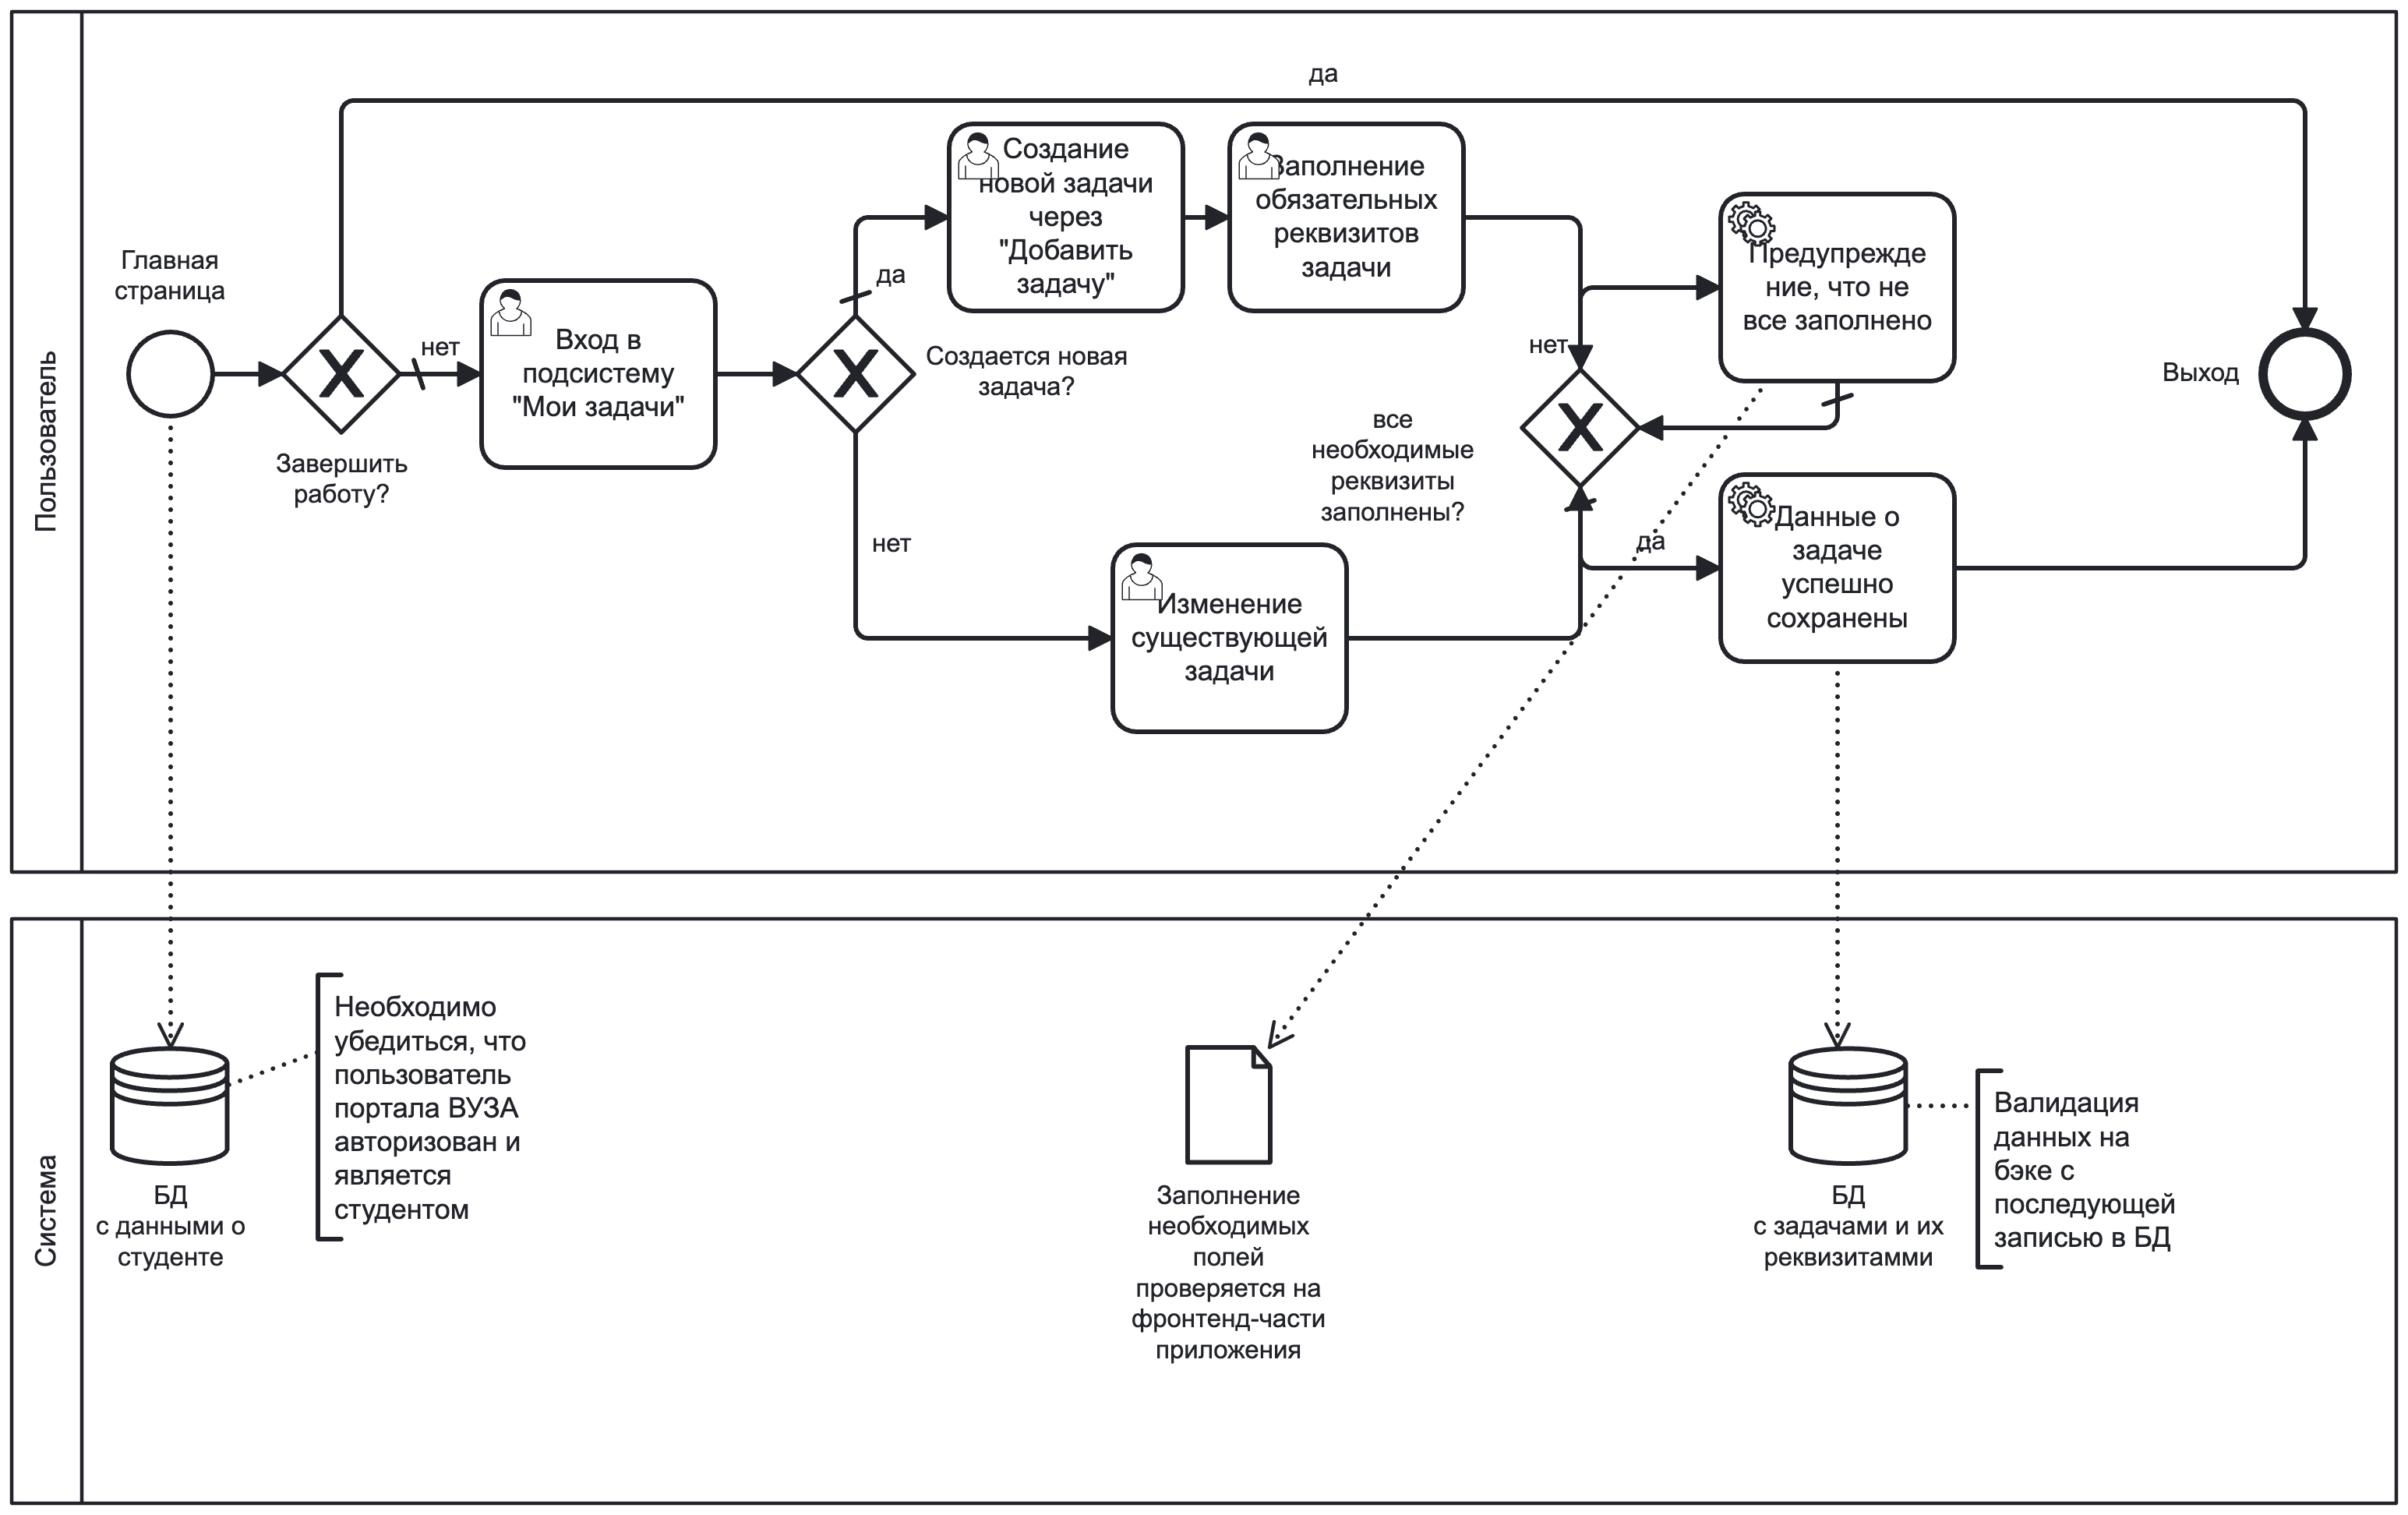 да
Главная
страница
Завершить
работу?
нет
Вход в
подсистему
"Мои задачи"
да
Создается новая
задача?
нет
Создание
новой задачи
через
"Добавить
задачу"
Заполнение
обязательных
реквизитов
задачи
Изменение
существующей
задачи
нет
все
необходимые
реквизиты
заполнены?
да
Предупрежде
ние, что не
все заполнено
Данные о
задаче
успешно
сохранены
Выход
Пользователь
Система
БД
с данными о
студенте
Необходимо
убедиться, что
пользователь
портала ВУЗА
авторизован и
является
студентом
Заполнение
необходимых
полей
проверяется на
фронтенд-части
приложения
БД
с задачами и их
реквизитамми
Валидация
данных на
бэке с
последующей
записью в БД